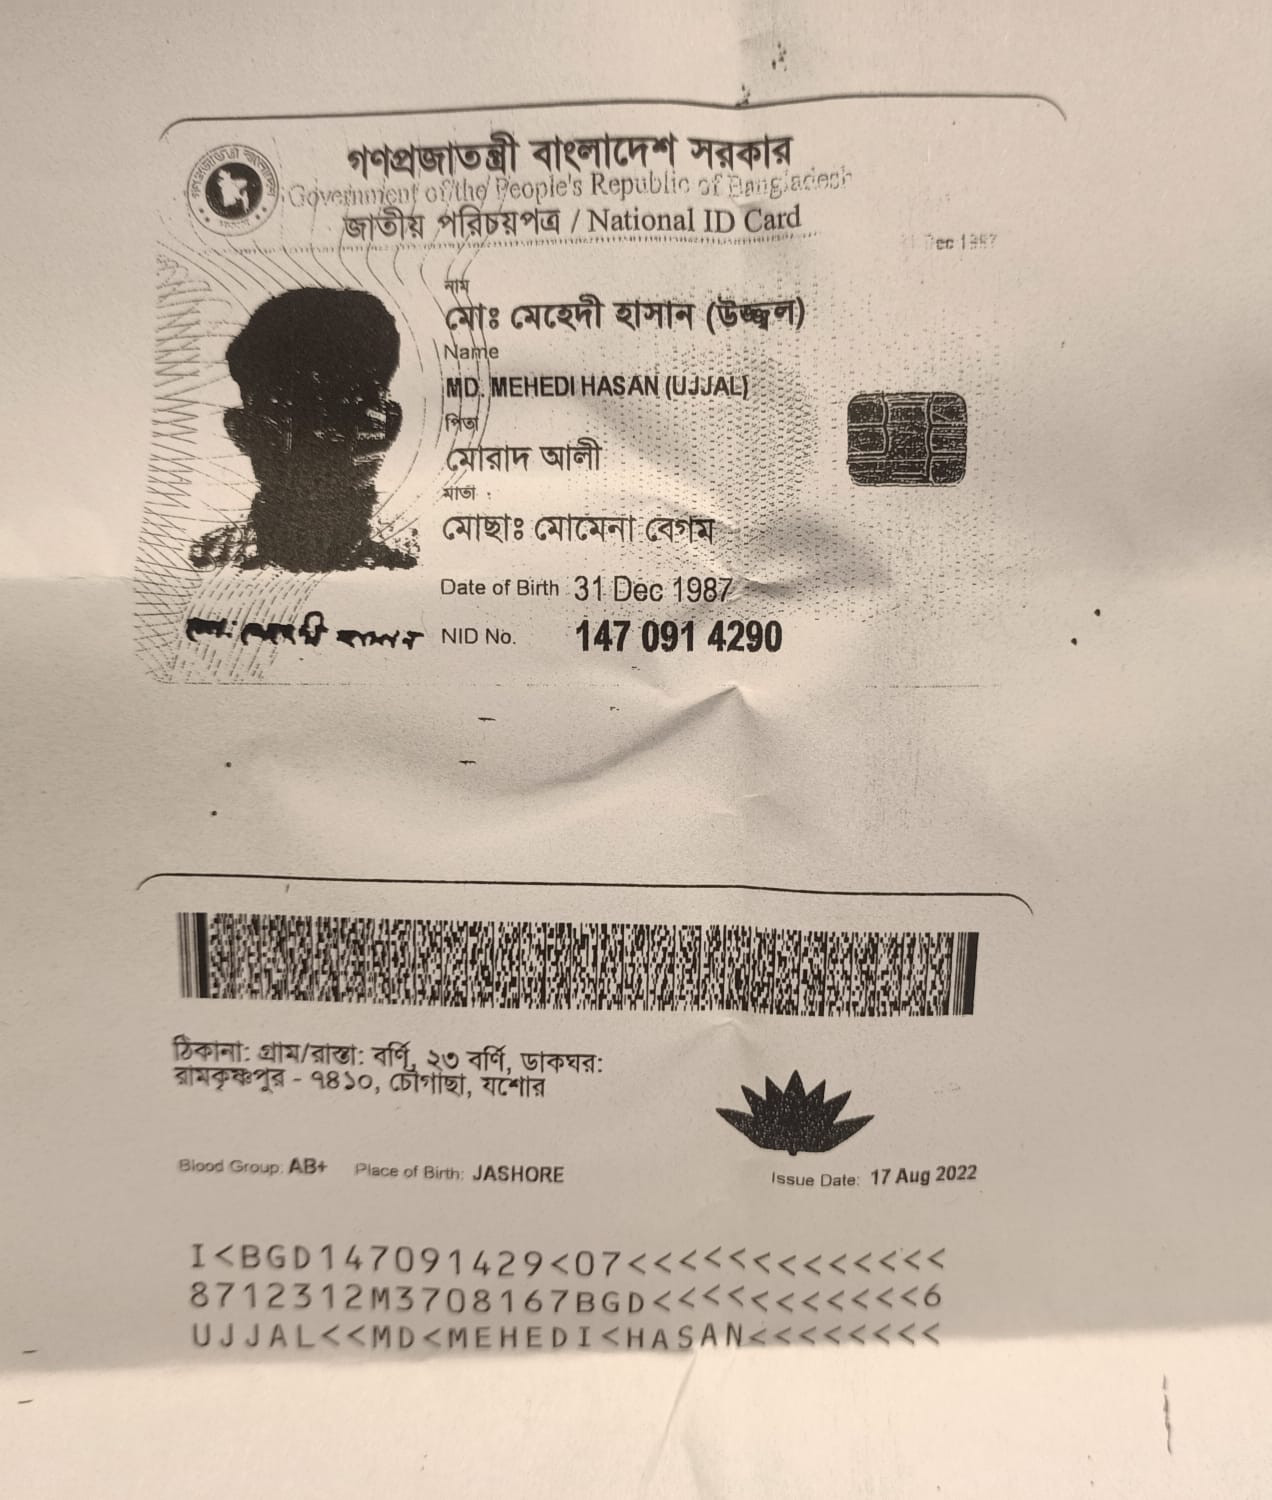 গণপ্রজাতন্ত্রী বাংলাদেশ সরকার
Government of the People's Republic of Bangladesh
জাতীয় পরিচয়পত্র / National ID Card
Dec 1987
নাম
মোঃ মেহেদী হাসান (উজ্জ্বল)
Name
MD. MEHEDI HASAN (UJJAL)
পিতা
মোরাদ আলী
মাতা :
মোছাঃ মোমেনা বেগম
Date of Birth : 31 Dec 1987
মোঃ মেহেদী হাসান
NID No. 147 091 4290
ঠিকানা: গ্রাম/রাস্তা: বর্ণি, ২৩ বর্ণি, ডাকঘর:
রামকৃষ্ণপুর - ৭৪১০, চৌগাছা, যশোর
Blood Group: AB+ Place of Birth: JASHORE Issue Date: 17 Aug 2022
I<BGD147091429<07<<<<<<<<<<<<<
8712312M3708167BGD<<<<<<<<<<<6
UJJAL<<MD<MEHEDI<HASAN<<<<<<<<